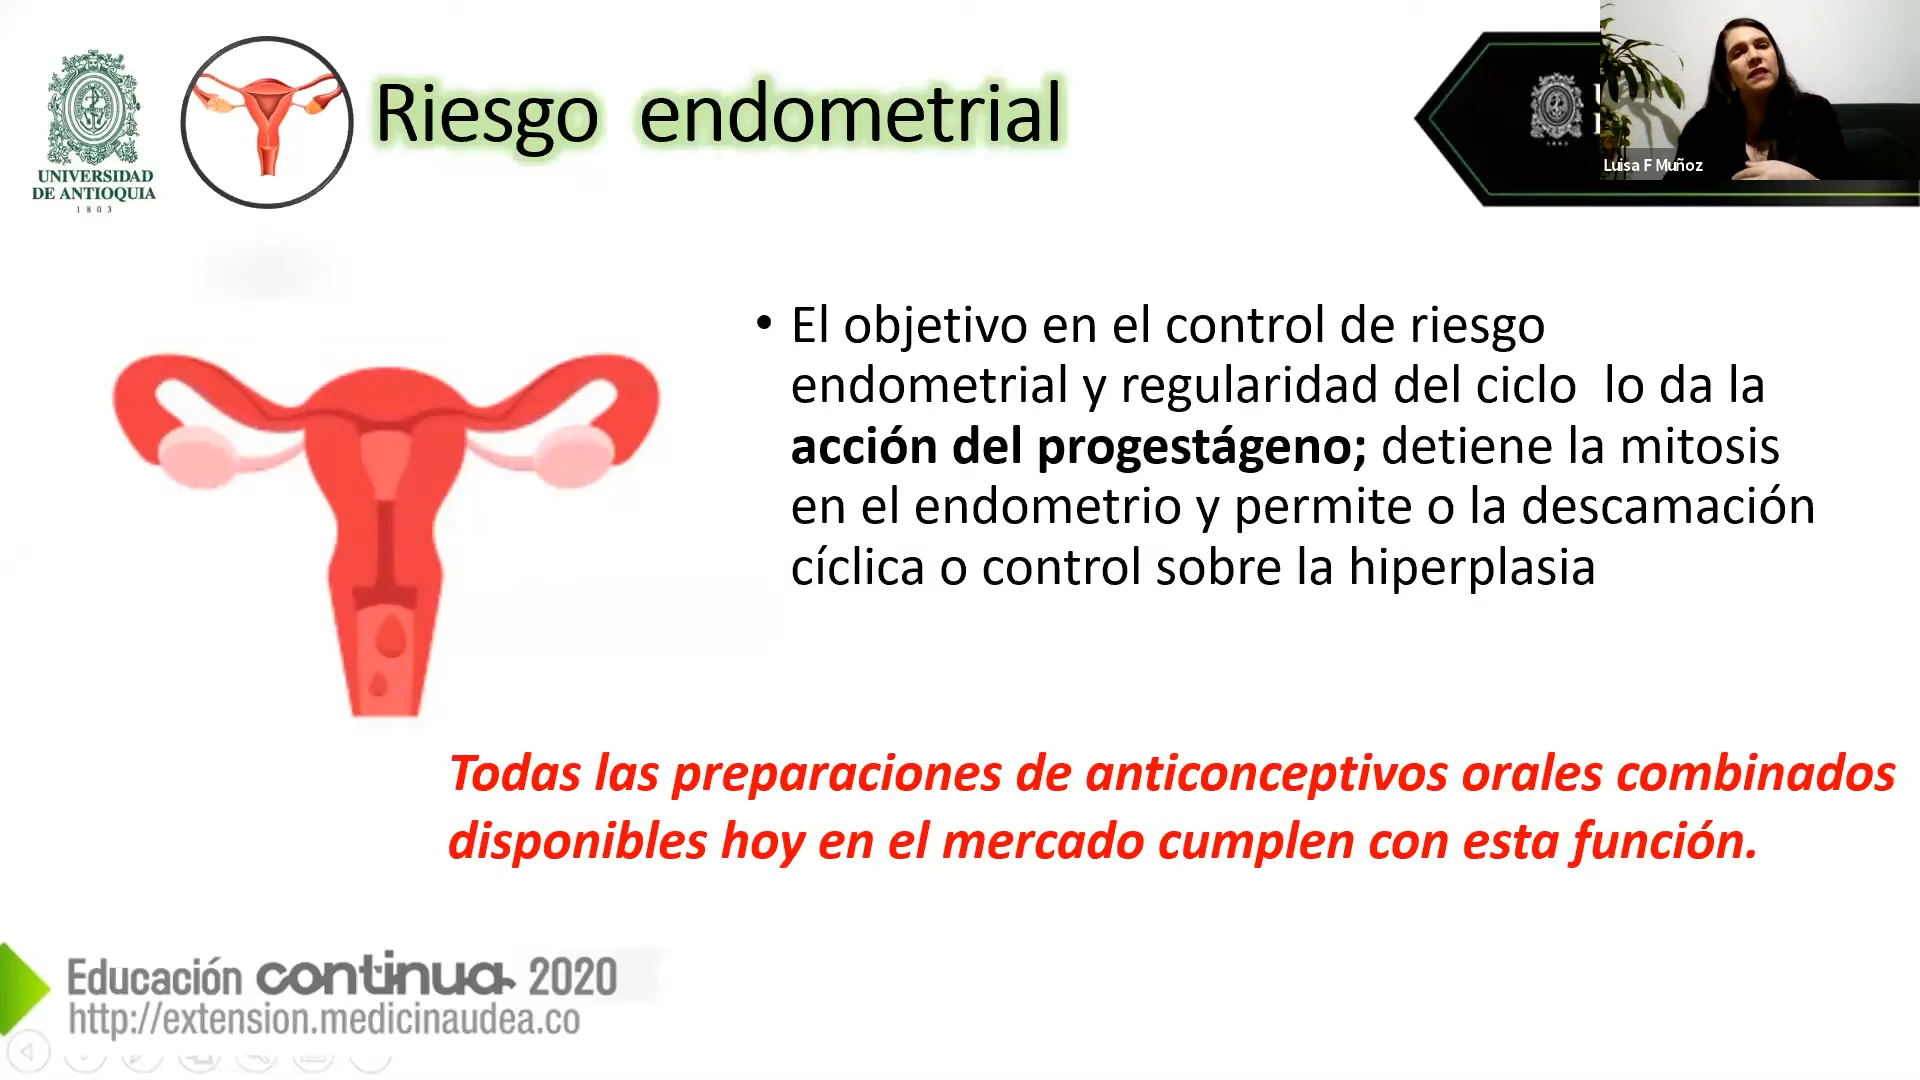 UNIVERSIDAD
DE ANTIOQUIA
1803
Riesgo endometrial
Luisa F Muñoz
• El objetivo en el control de riesgo
endometrial y regularidad del ciclo lo da la
acción del progestágeno; detiene la mitosis
en el endometrio y permite o la descamación
cíclica o control sobre la hiperplasia
Todas las preparaciones de anticonceptivos orales combinados
disponibles hoy en el mercado cumplen con esta función.
Educación continua 2020
http://extension.medicinaudea.co